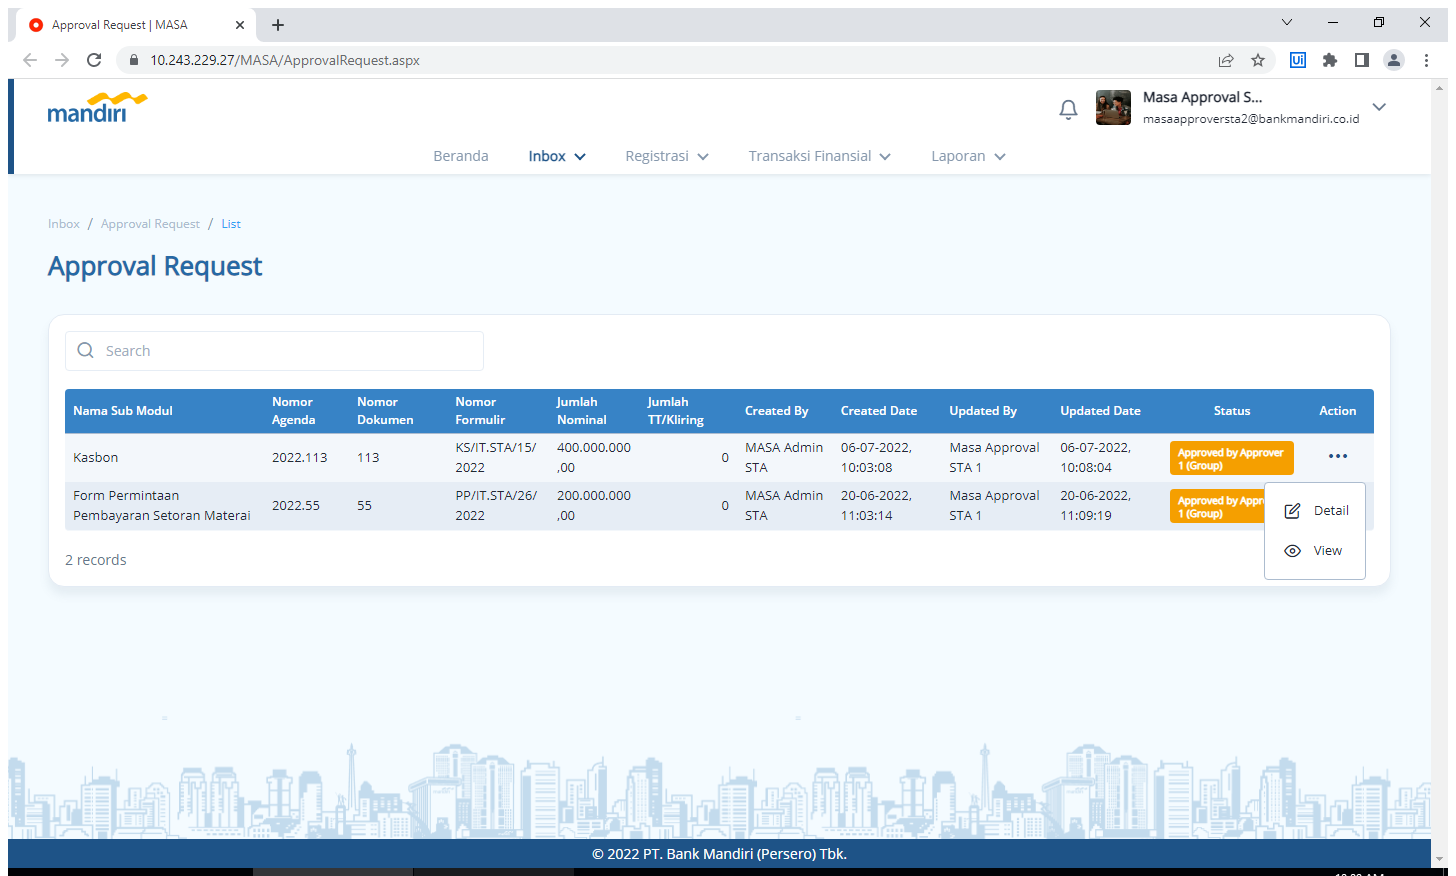 Approval Request | MASA
10.243.229.27/MASA/ApprovalRequest.aspx
Ui
mandiri
Masa Approval S...
masaapproversta2@bankmandiri.co.id
Beranda
Inbox
Registrasi
Transaksi Finansial
Laporan
Inbox / Approval Request / List
Approval Request
Search
Nama Sub Modul
Nomor
Agenda
Nomor
Dokumen
Nomor
Formulir
Jumlah
Nominal
Jumlah
TT/Kliring
Created By
Created Date
Updated By
Updated Date
Status
Action
Kasbon
2022.113
113
KS/IT.STA/15/
2022
400.000.000
,00
0
MASA Admin
STA
06-07-2022,
10:03:08
Masa Approval
STA 1
06-07-2022,
10:08:04
Approved by Approver
1 (Group)
Form Permintaan
Pembayaran Setoran Materai
2022.55
55
PP/IT.STA/26/
2022
200.000.000
,00
0
MASA Admin
STA
20-06-2022,
11:03:14
Masa Approval
STA 1
20-06-2022,
11:09:19
Approved by Appr
1 (Group)
Detail
View
2 records
© 2022 PT. Bank Mandiri (Persero) Tbk.